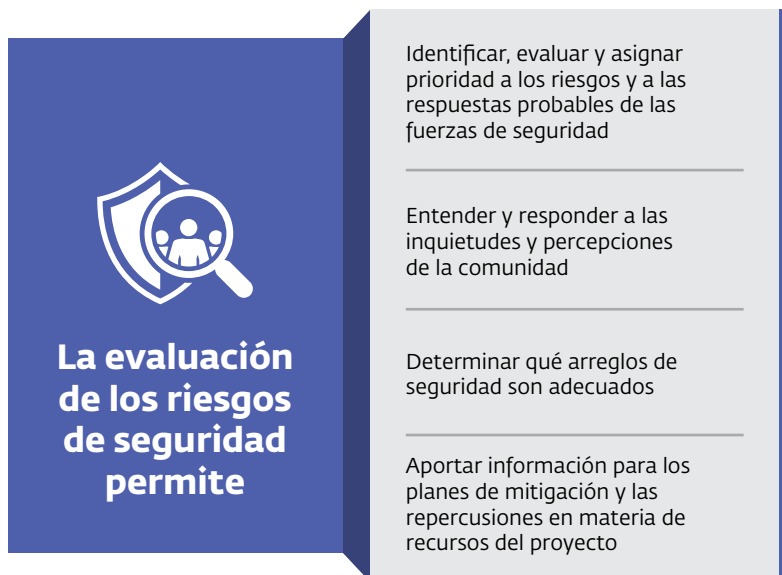 La evaluación
de los riesgos
de seguridad
permite
Identificar, evaluar y asignar
prioridad a los riesgos y a las
respuestas probables de las
fuerzas de seguridad
Entender y responder a las
inquietudes y percepciones
de la comunidad
Determinar qué arreglos de
seguridad son adecuados
Aportar información para los
planes de mitigación y las
repercusiones en materia de
recursos del proyecto